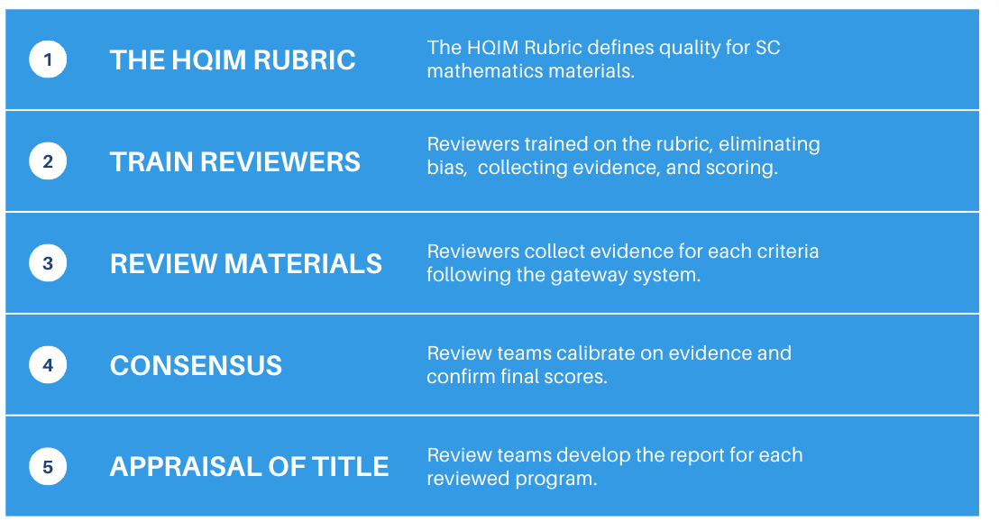 1
THE HQIM RUBRIC
The HQIM Rubric defines quality for SC
mathematics materials.
2
TRAIN REVIEWERS
Reviewers trained on the rubric, eliminating
bias,  collecting evidence, and scoring.
3
REVIEW MATERIALS
Reviewers collect evidence for each criteria
following the gateway system.
4
CONSENSUS
Review teams calibrate on evidence and
confirm final scores.
5
APPRAISAL OF TITLE
Review teams develop the report for each
reviewed program.